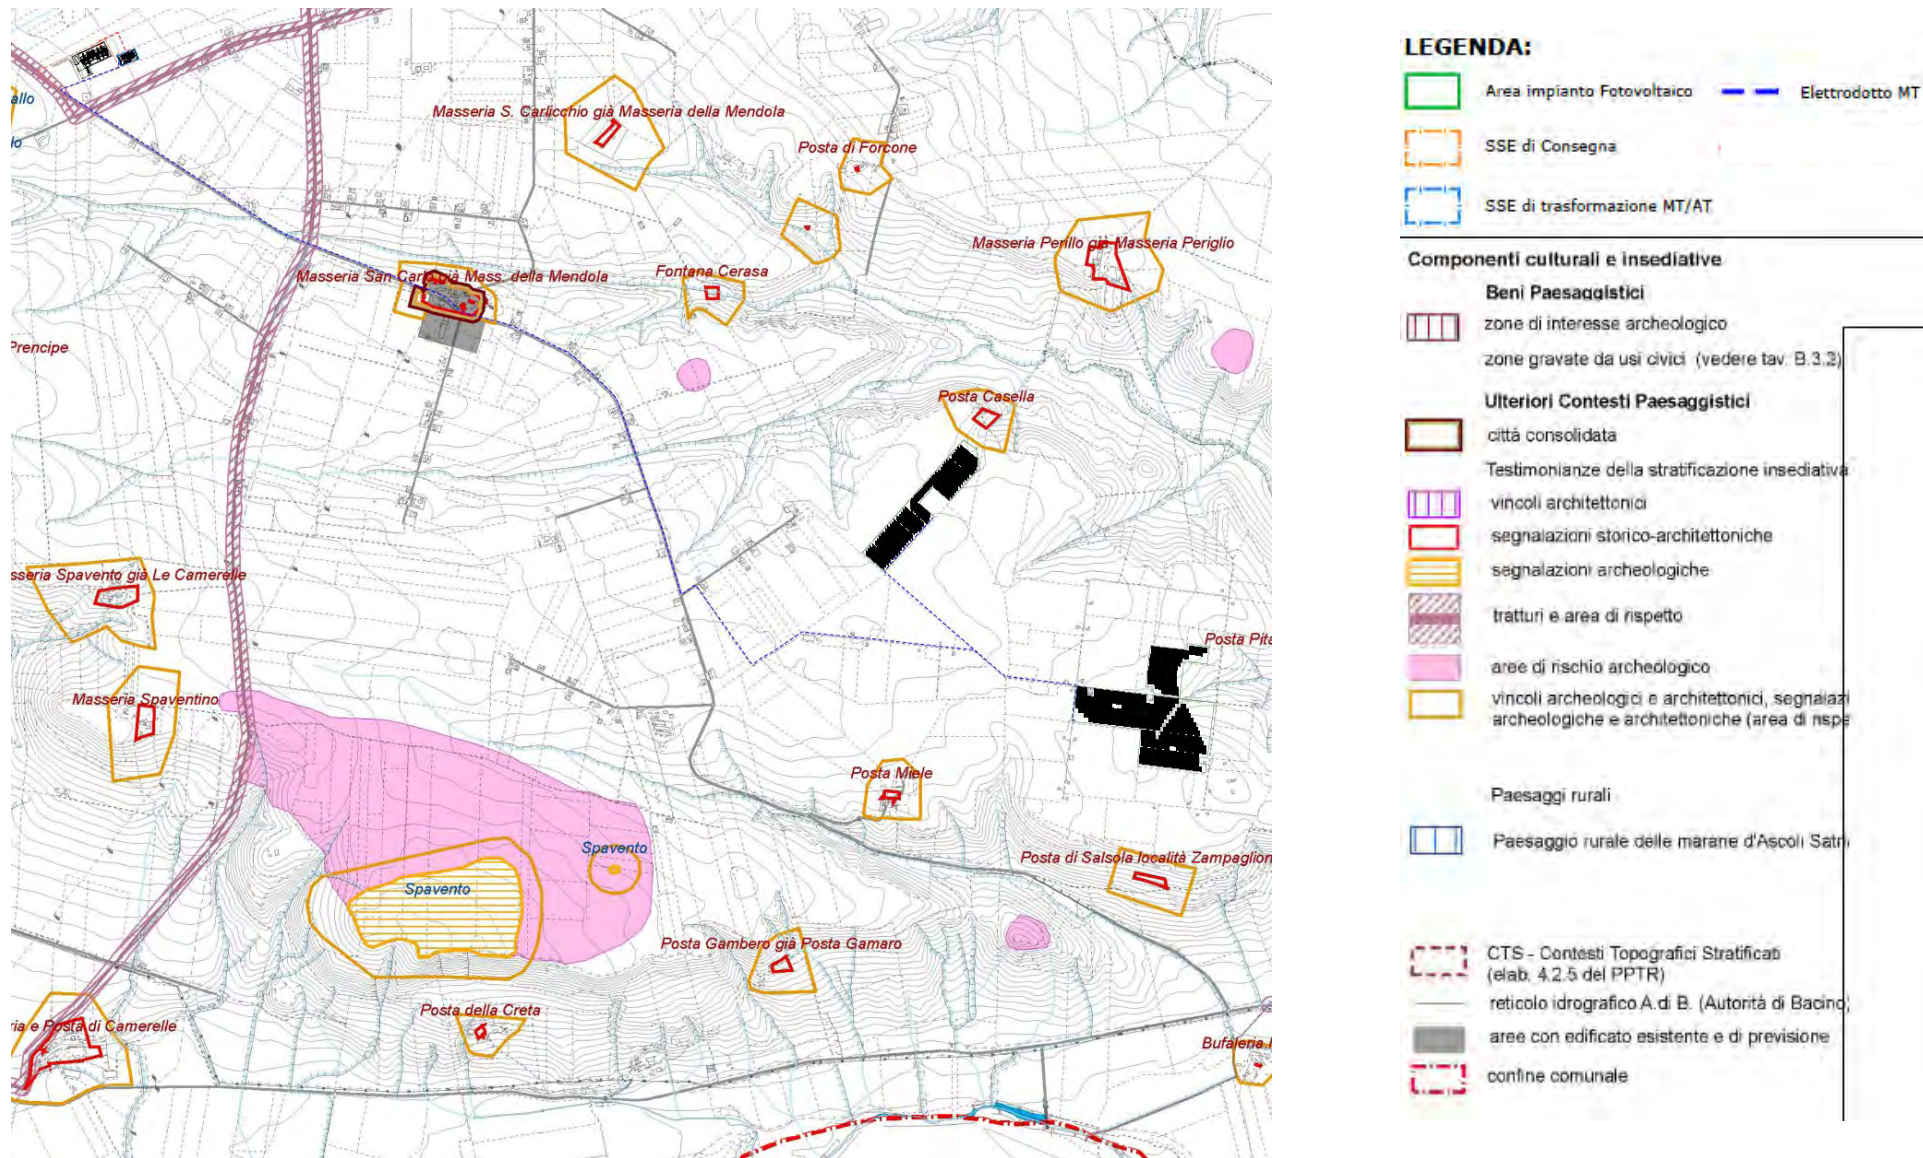 Masseria S. Carlicchio già Masseria della Mendola
Posta di Forcone
Masseria Perillo già Masseria Periglio
Masseria San Carlo già Mass. della Mendola
Fontana Cerasa
Prencipe
Posta Casella
Masseria Spavento già Le Camerelle
Posta Pita
Masseria Spaventino
Posta Miele
Spavento
Posta di Salsola località Zampaglion
Spavento
Posta Gambero già Posta Gamaro
Posta della Creta
ria e Posta di Camerelle
Bufaleria
LEGENDA:
Area impianto Fotovoltaico
Elettrodotto MT
SSE di Consegna
SSE di trasformazione MT/AT
Componenti culturali e insediative
Beni Paesaggistici
zone di interesse archeologico
zone gravate da usi civici (vedere tav. B.3.2)
Ulteriori Contesti Paesaggistici
città consolidata
Testimonianze della stratificazione insediativa
vincoli architettonici
segnalazioni storico-architettoniche
segnalazioni archeologiche
tratturi e area di rispetto
aree di rischio archeologico
vincoli archeologici e architettonici, segnalazi
archeologiche e architettoniche (area di rispe
Paesaggi rurali
Paesaggio rurale delle marane d'Ascoli Satri
CTS - Contesti Topografici Stratificati
(elab. 4.2.5 del PPTR)
reticolo idrografico A.d. B. (Autorità di Bacino)
aree con edificato esistente e di previsione
confine comunale